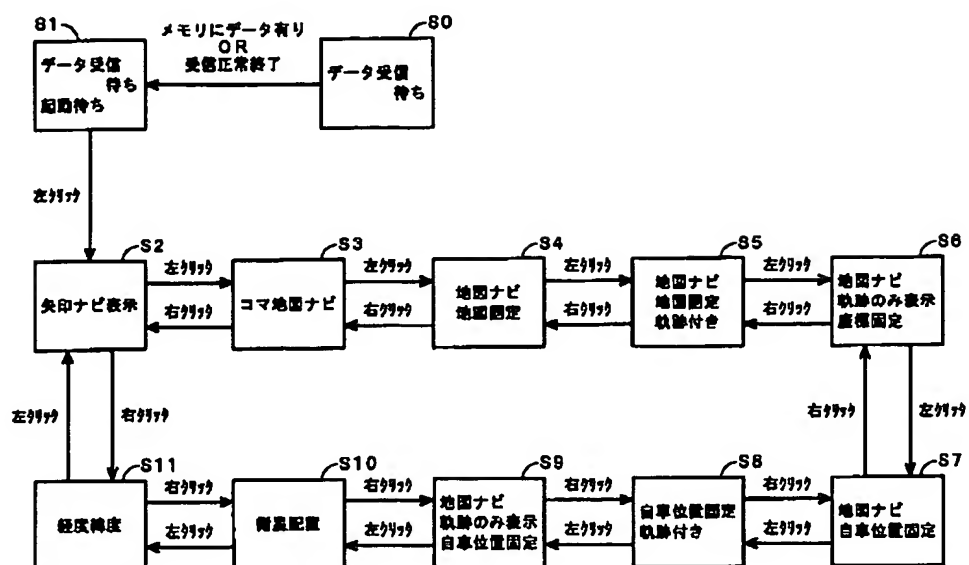 S1
データ受信
待ち
起動待ち
メモリにデータ有り
OR
受信正常終了
S0
データ受信
待ち
左クリック
S2
矢印ナビ表示
左クリック
右クリック
S3
コマ地図ナビ
左クリック
右クリック
S4
地図ナビ
地図固定
左クリック
右クリック
S5
地図ナビ
地図固定
軌跡付き
左クリック
右クリック
S6
地図ナビ
軌跡のみ表示
座標固定
左クリック
右クリック
右クリック
左クリック
S11
経度緯度
右クリック
左クリック
S10
衛星配置
右クリック
左クリック
S9
地図ナビ
軌跡のみ表示
自車位置固定
右クリック
左クリック
S8
自車位置固定
軌跡付き
右クリック
左クリック
S7
地図ナビ
自車位置固定